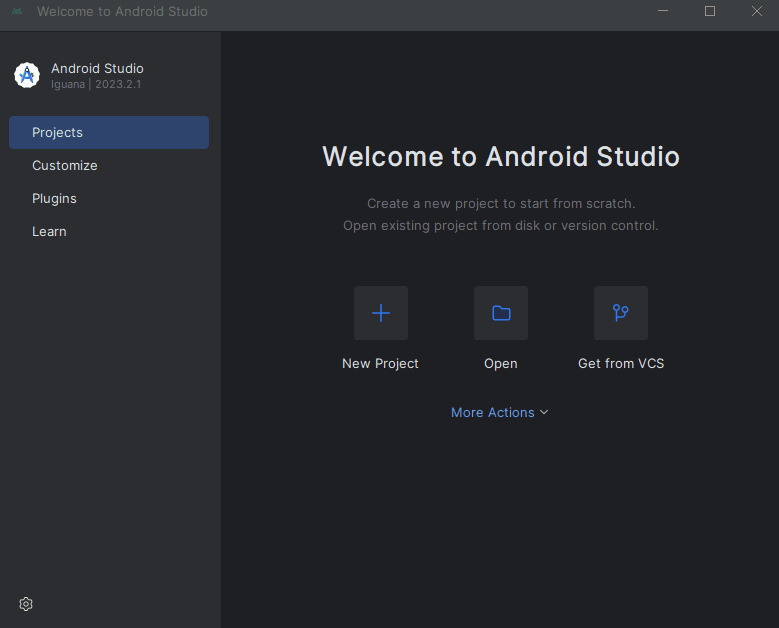 Welcome to Android Studio
Android Studio
Iguana | 2023.2.1
Projects
Customize
Plugins
Learn
Welcome to Android Studio
Create a new project to start from scratch.
Open existing project from disk or version control.
New Project
Open
Get from VCS
More Actions